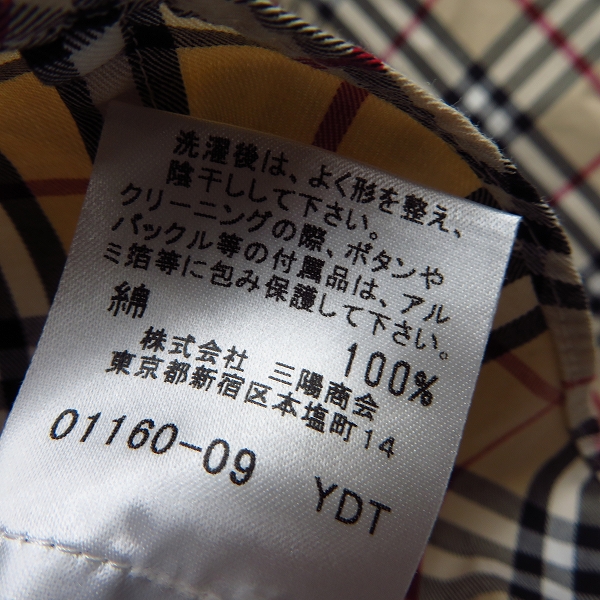 洗濯後は、よく形を整え、
陰干しして下さい。
クリーニングの際、ボタンや
バックル等の付属品は、アル
ミ箔等に包み保護して下さい。
綿 100%
株式会社 三陽商会
東京都新宿区本塩町14
01160-09 YDT